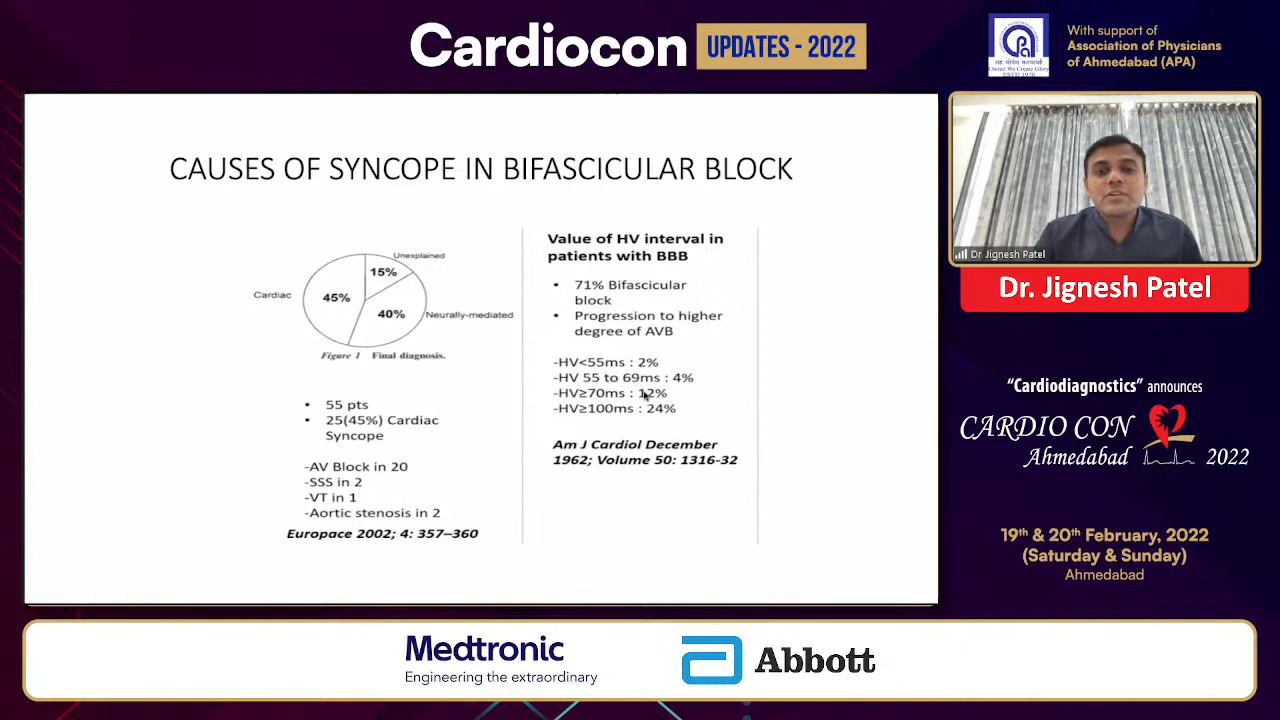 Cardiocon UPDATES - 2022
With support of
Association of Physicians
of Ahmedabad (APA)
United We Create Glory
ESTD 1970
CAUSES OF SYNCOPE IN BIFASCICULAR BLOCK
Unexplained
15%
Cardiac
45%
40%
Neurally-mediated
Figure 1 Final diagnosis.
• 55 pts
• 25(45%) Cardiac
Syncope
-AV Block in 20
-SSS in 2
-VT in 1
-Aortic stenosis in 2
Europace 2002; 4: 357–360
Value of HV interval in
patients with BBB
• 71% Bifascicular
block
• Progression to higher
degree of AVB
-HV<55ms : 2%
-HV 55 to 69ms : 4%
-HV≥70ms : 12%
-HV≥100ms : 24%
Am J Cardiol December
1962; Volume 50: 1316-32
Dr Jignesh Patel
Dr. Jignesh Patel
“Cardiodiagnostics” announces
CARDIO CON
Ahmedabad 2022
19th & 20th February, 2022
(Saturday & Sunday)
Ahmedabad
Medtronic
Engineering the extraordinary
Abbott